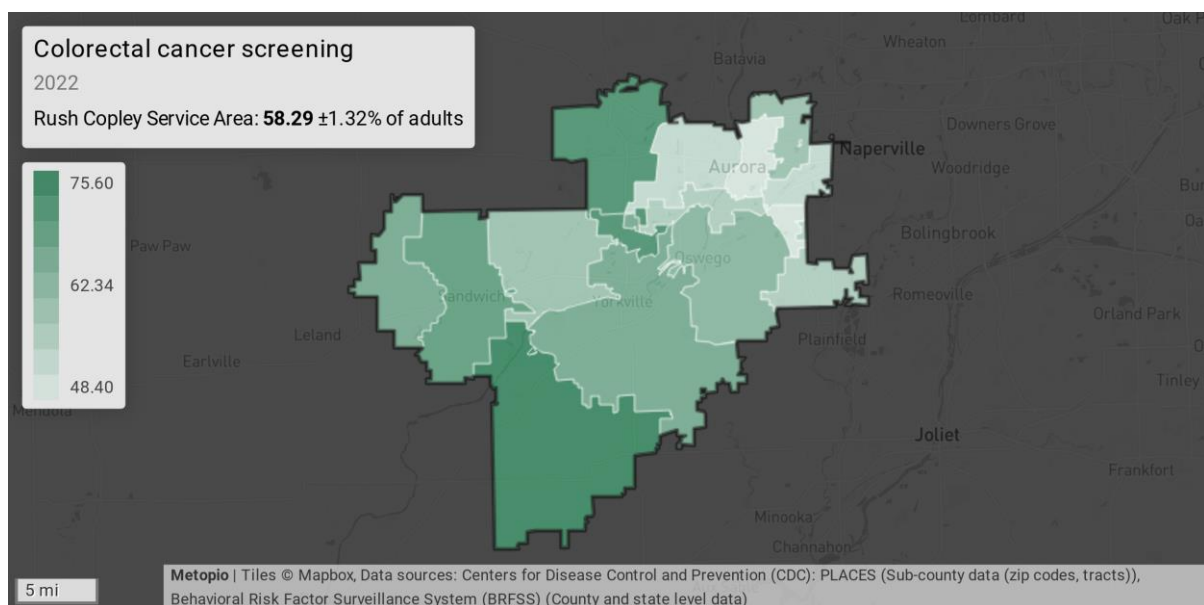 Colorectal cancer screening
2022
Rush Copley Service Area: 58.29 ±1.32% of adults
75.60
62.34
48.40
Lombard
Oak P
Wheaton
Batavia
Downers Grove
Aurora
Naperville
Woodridge
Bu
Paw Paw
Bolingbrook
Oa
Oswego
Sandwich
Yorkville
Romeoville
Leland
Orland Park
Plainfield
O
Earlville
Tinley
Mendota
Joliet
Frankfort
Minooka
Channahon
5 mi
Metopio | Tiles © Mapbox, Data sources: Centers for Disease Control and Prevention (CDC): PLACES (Sub-county data (zip codes, tracts)),
Behavioral Risk Factor Surveillance System (BRFSS) (County and state level data)